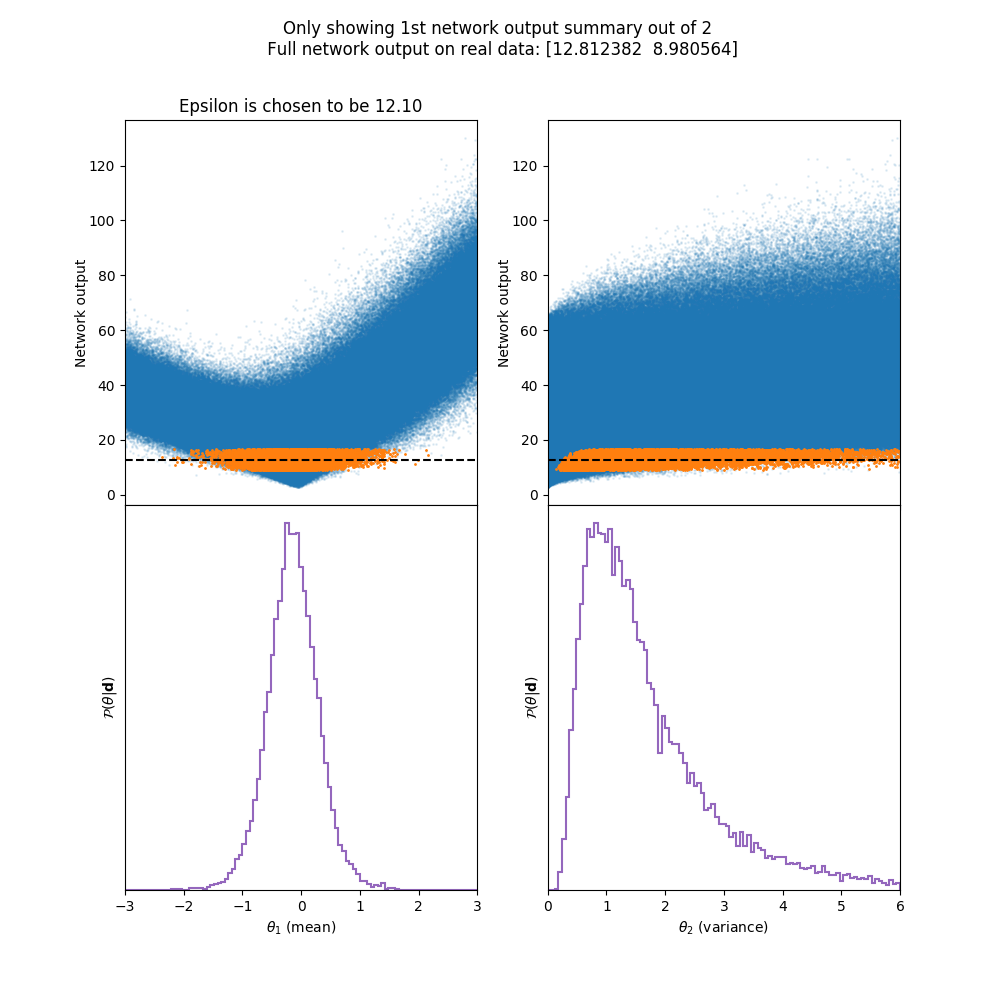 Only showing 1st network output summary out of 2
Full network output on real data: [12.812382  8.980564]
Epsilon is chosen to be 12.10
Network output
120
100
80
60
40
20
0
Network output
120
100
80
60
40
20
0
𝒫(θ|𝐝)
−3 −2 −1 0 1 2 3
θ₁ (mean)
𝒫(θ|𝐝)
0 1 2 3 4 5 6
θ₂ (variance)